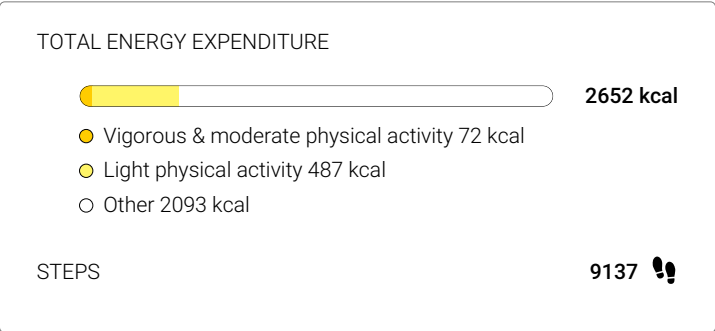 TOTAL ENERGY EXPENDITURE
2652 kcal
Vigorous & moderate physical activity 72 kcal
Light physical activity 487 kcal
Other 2093 kcal
STEPS 9137